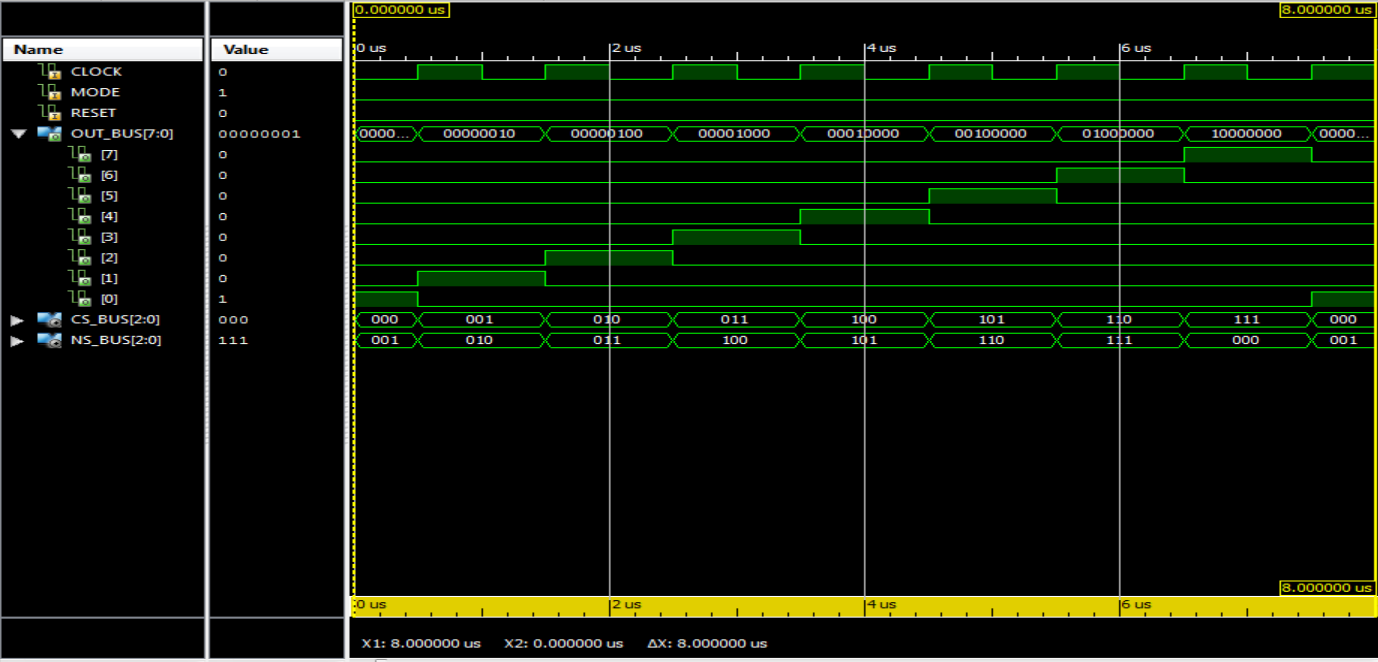 0.000000 us 8.000000 us
Name Value 0 us 2 us 4 us 6 us
CLOCK 0
MODE 1
RESET 0
OUT_BUS[7:0] 00000001 0000... 00000010 00000100 00001000 00010000 00100000 01000000 10000000 0000...
[7] 0
[6] 0
[5] 0
[4] 0
[3] 0
[2] 0
[1] 0
[0] 1
CS_BUS[2:0] 000 000 001 010 011 100 101 110 111 000
NS_BUS[2:0] 111 001 010 011 100 101 110 111 000 001
8.000000 us
0 us 2 us 4 us 6 us
X1: 8.000000 us X2: 0.000000 us ΔX: 8.000000 us